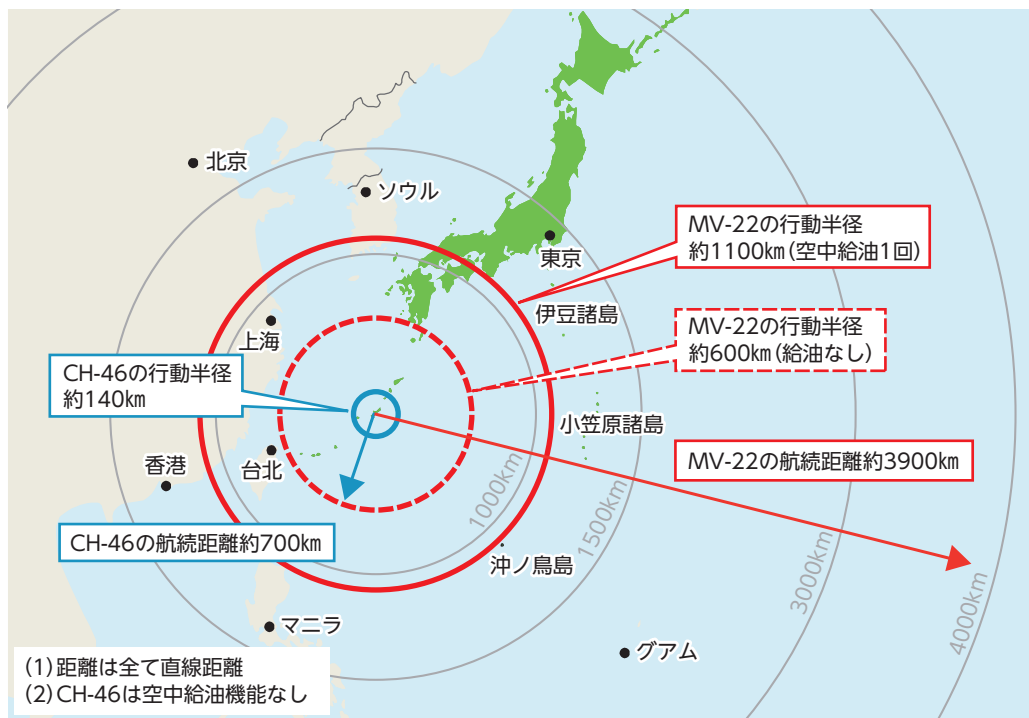 北京
ソウル
MV-22の行動半径
約1100km(空中給油1回)
東京
伊豆諸島
上海
MV-22の行動半径
約600km(給油なし)
CH-46の行動半径
約140km
小笠原諸島
台北
香港
MV-22の航続距離約3900km
1000km
1500km
3000km
4000km
CH-46の航続距離約700km
沖ノ鳥島
マニラ
グアム
(1)距離は全て直線距離
(2)CH-46は空中給油機能なし